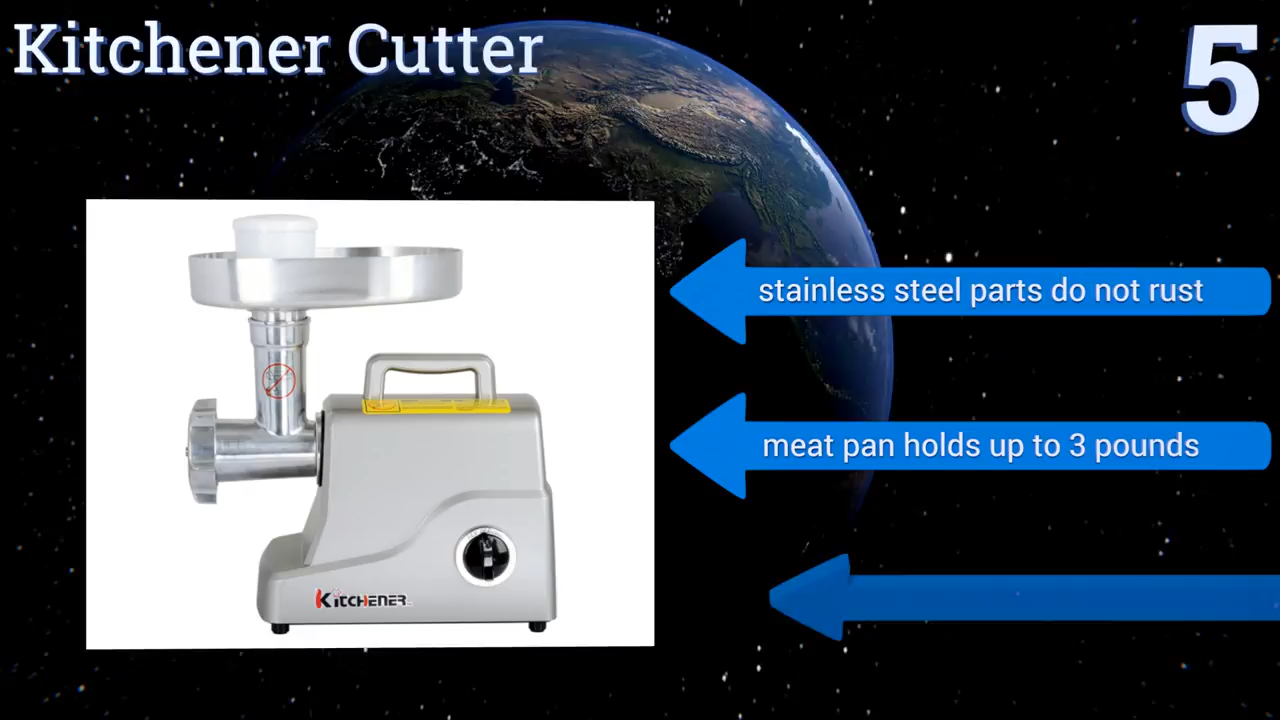 Kitchener Cutter
5
stainless steel parts do not rust
meat pan holds up to 3 pounds
KitCHENER